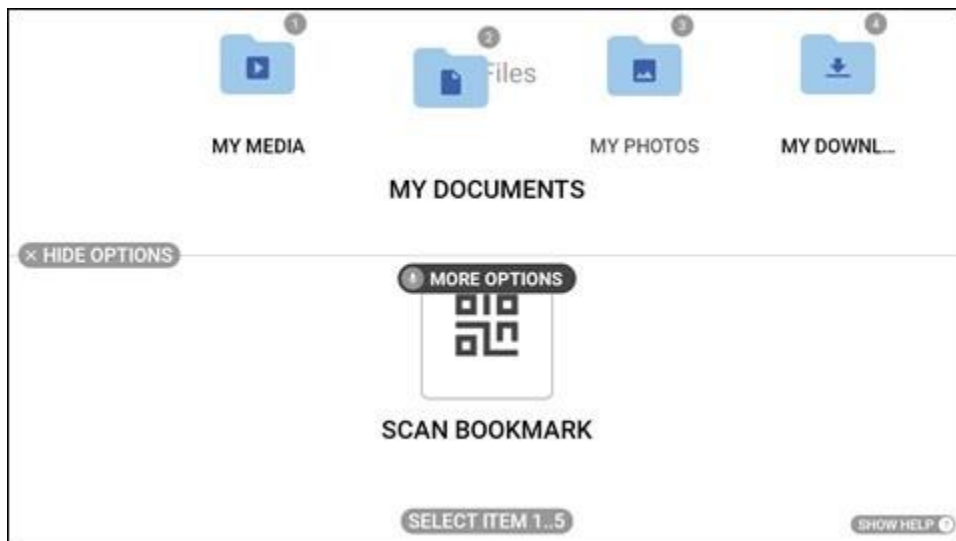 1 2 3 4
Files
MY MEDIA MY PHOTOS MY DOWNL...
MY DOCUMENTS
× HIDE OPTIONS
MORE OPTIONS
SCAN BOOKMARK
SELECT ITEM 1..5
SHOW HELP ?